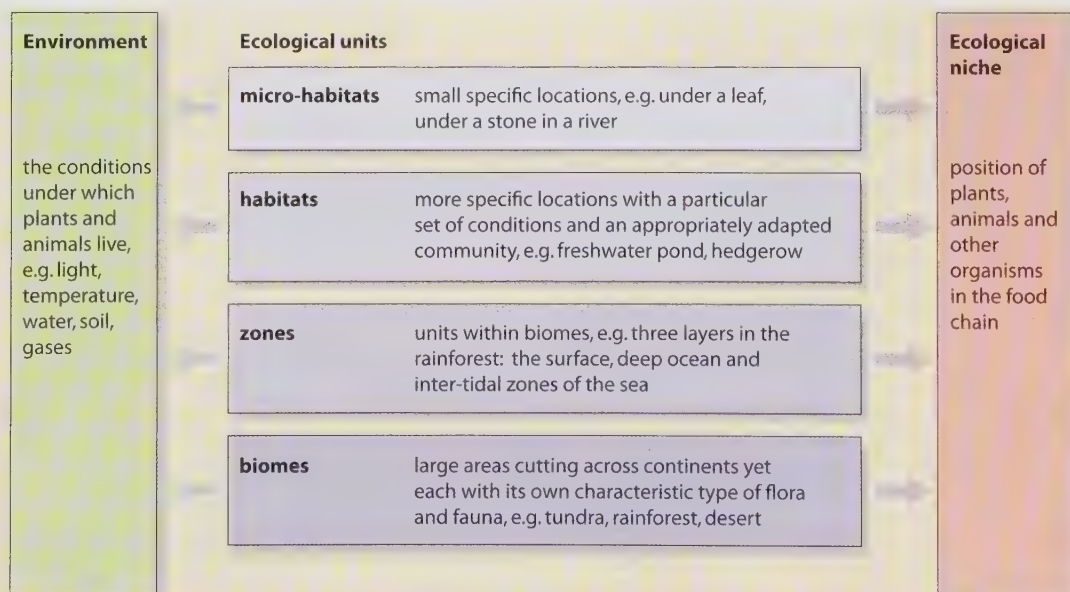 Environment
the conditions
under which
plants and
animals live,
e.g. light,
temperature,
water, soil,
gases
Ecological units
micro-habitats small specific locations, e.g. under a leaf,
under a stone in a river
habitats more specific locations with a particular
set of conditions and an appropriately adapted
community, e.g. freshwater pond, hedgerow
zones units within biomes, e.g. three layers in the
rainforest: the surface, deep ocean and
inter-tidal zones of the sea
biomes large areas cutting across continents yet
each with its own characteristic type of flora
and fauna, e.g. tundra, rainforest, desert
Ecological
niche
position of
plants,
animals and
other
organisms
in the food
chain